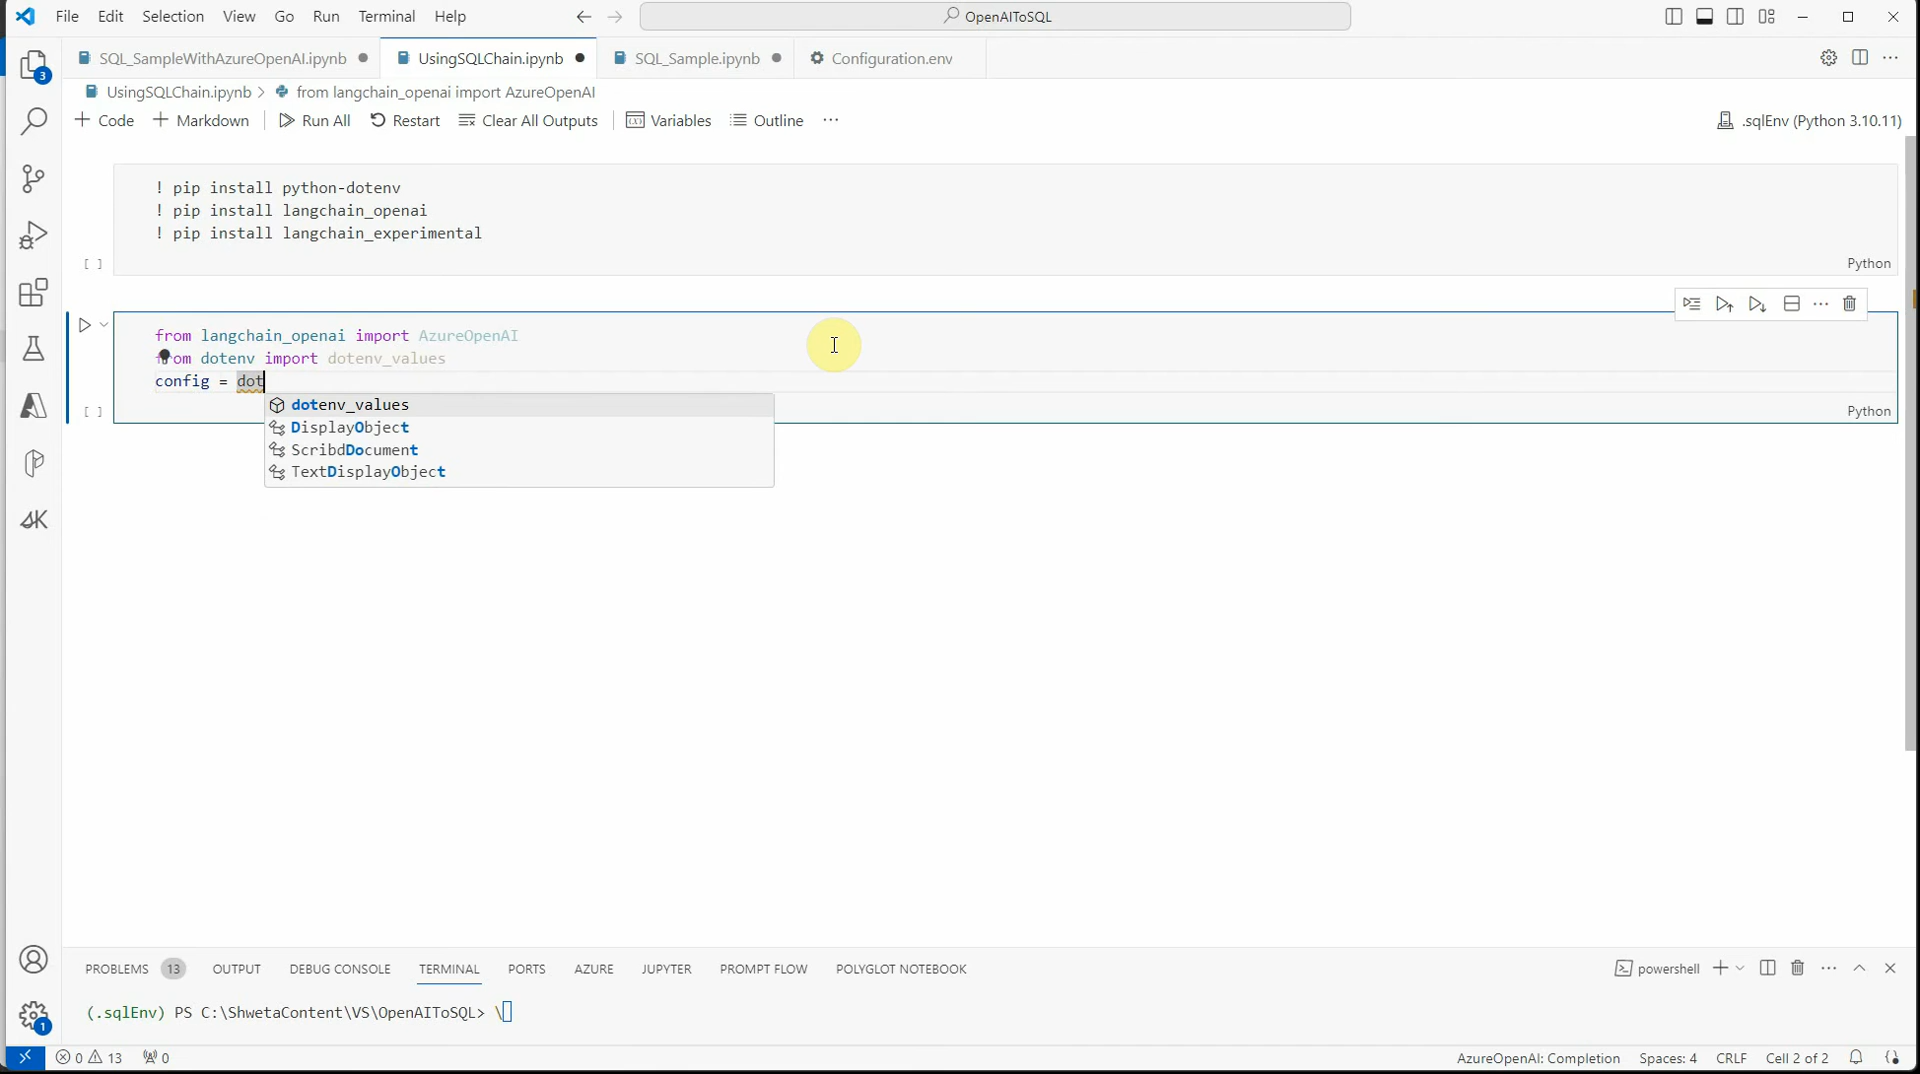 File Edit Selection View Go Run Terminal Help OpenAIToSQL
3 SQL_SampleWithAzureOpenAI.ipynb UsingSQLChain.ipynb SQL_Sample.ipynb Configuration.env
UsingSQLChain.ipynb > from langchain_openai import AzureOpenAI
+ Code + Markdown Run All Restart Clear All Outputs Variables Outline ... .sqlEnv (Python 3.10.11)
! pip install python-dotenv
! pip install langchain_openai
! pip install langchain_experimental
[ ] Python
from langchain_openai import AzureOpenAI
from dotenv import dotenv_values
config = dot
[ ] Python
dotenv_values
DisplayObject
ScribdDocument
TextDisplayObject
PROBLEMS 13 OUTPUT DEBUG CONSOLE TERMINAL PORTS AZURE JUPYTER PROMPT FLOW POLYGLOT NOTEBOOK powershell
(.sqlEnv) PS C:\ShwetaContent\VS\OpenAIToSQL> \
1
0 13 0 AzureOpenAI: Completion Spaces: 4 CRLF Cell 2 of 2